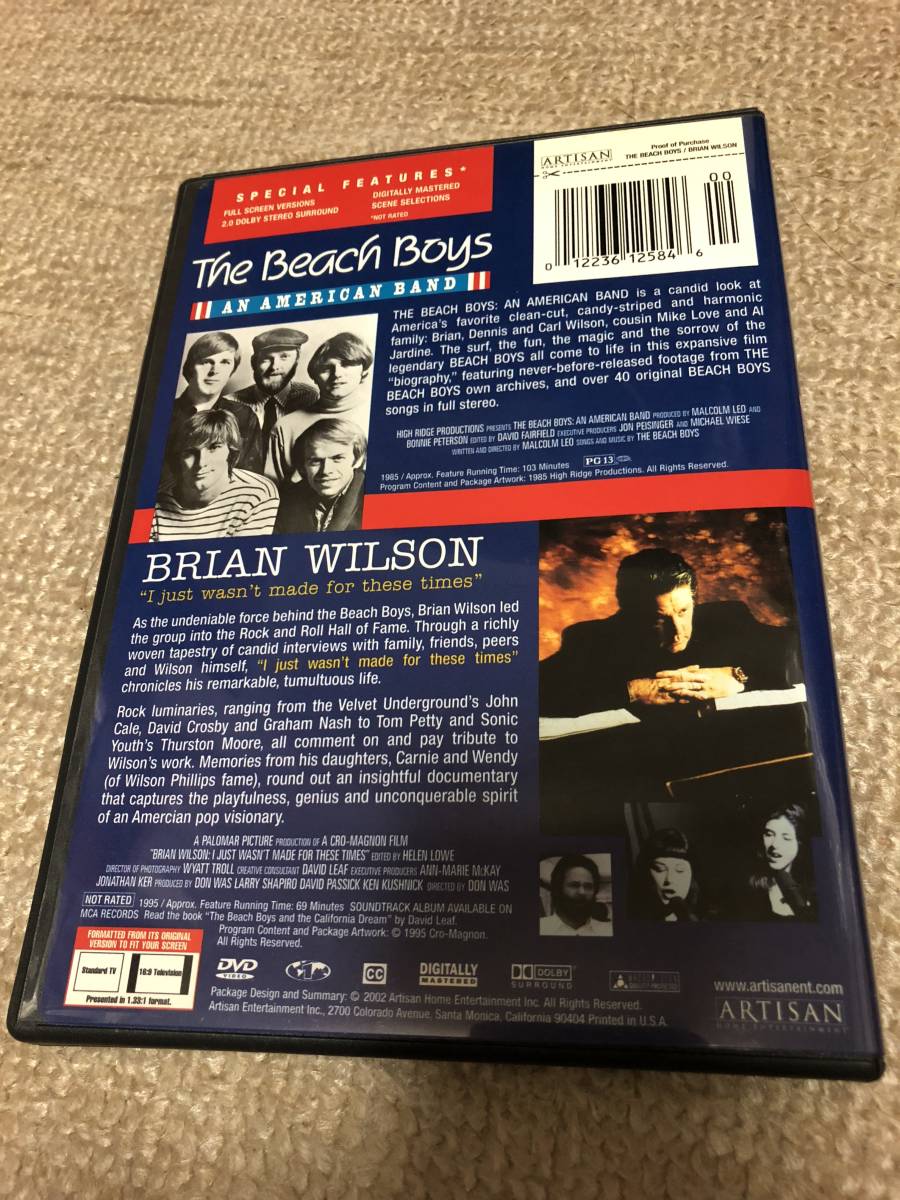 SPECIAL FEATURES*
FULL SCREEN VERSIONS
2.0 DOLBY STEREO SURROUND
DIGITALLY MASTERED
SCENE SELECTIONS
*NOT RATED
ARTISAN
HOME ENTERTAINMENT
Proof of Purchase
THE BEACH BOYS / BRIAN WILSON
00
0 12236 12584 6
The Beach Boys
AN AMERICAN BAND
THE BEACH BOYS: AN AMERICAN BAND is a candid look at
America's favorite clean-cut, candy-striped and harmonic
family: Brian, Dennis and Carl Wilson, cousin Mike Love and Al
Jardine. The surf, the fun, the magic and the sorrow of the
legendary BEACH BOYS all come to life in this expansive film
"biography," featuring never-before-released footage from THE
BEACH BOYS own archives, and over 40 original BEACH BOYS
songs in full stereo.
HIGH RIDGE PRODUCTIONS PRESENTS THE BEACH BOYS: AN AMERICAN BAND PRODUCED BY MALCOLM LEO AND
BONNIE PETERSON EDITED BY DAVID FAIRFIELD EXECUTIVE PRODUCERS JON PEISINGER AND MICHAEL WIESE
WRITTEN AND DIRECTED BY MALCOLM LEO SONGS AND MUSIC BY THE BEACH BOYS
1985 / Approx. Feature Running Time: 103 Minutes PG 13
Program Content and Package Artwork: 1985 High Ridge Productions. All Rights Reserved.
BRIAN WILSON
"I just wasn't made for these times"
As the undeniable force behind the Beach Boys, Brian Wilson led
the group into the Rock and Roll Hall of Fame. Through a richly
woven tapestry of candid interviews with family, friends, peers
and Wilson himself, "I just wasn't made for these times"
chronicles his remarkable, tumultuous life.
Rock luminaries, ranging from the Velvet Underground's John
Cale, David Crosby and Graham Nash to Tom Petty and Sonic
Youth's Thurston Moore, all comment on and pay tribute to
Wilson's work. Memories from his daughters, Carnie and Wendy
(of Wilson Phillips fame), round out an insightful documentary
that captures the playfulness, genius and unconquerable spirit
of an Amercian pop visionary.
A PALOMAR PICTURE PRODUCTION OF A CRO-MAGNON FILM
"BRIAN WILSON: I JUST WASN'T MADE FOR THESE TIMES" EDITED BY HELEN LOWE
DIRECTOR OF PHOTOGRAPHY WYATT TROLL CREATIVE CONSULTANT DAVID LEAF EXECUTIVE PRODUCERS ANN-MARIE McKAY
JONATHAN KER PRODUCED BY DON WAS LARRY SHAPIRO DAVID PASSICK KEN KUSHNICK DIRECTED BY DON WAS
NOT RATED 1995 / Approx. Feature Running Time: 69 Minutes SOUNDTRACK ALBUM AVAILABLE ON
MCA RECORDS Read the book "The Beach Boys and the California Dream" by David Leaf.
Program Content and Package Artwork: © 1995 Cro-Magnon.
All Rights Reserved.
FORMATTED FROM ITS ORIGINAL
VERSION TO FIT YOUR SCREEN
Standard TV
16:9 Television
Presented in 1.33:1 format.
DVD
VIDEO
1
CC
DIGITALLY
MASTERED
DOLBY
SURROUND
Package Design and Summary: © 2002 Artisan Home Entertainment Inc. All Rights Reserved.
Artisan Entertainment Inc., 2700 Colorado Avenue, Santa Monica, California 90404 Printed in U.S.A.
www.artisanent.com
ARTISAN
HOME ENTERTAINMENT